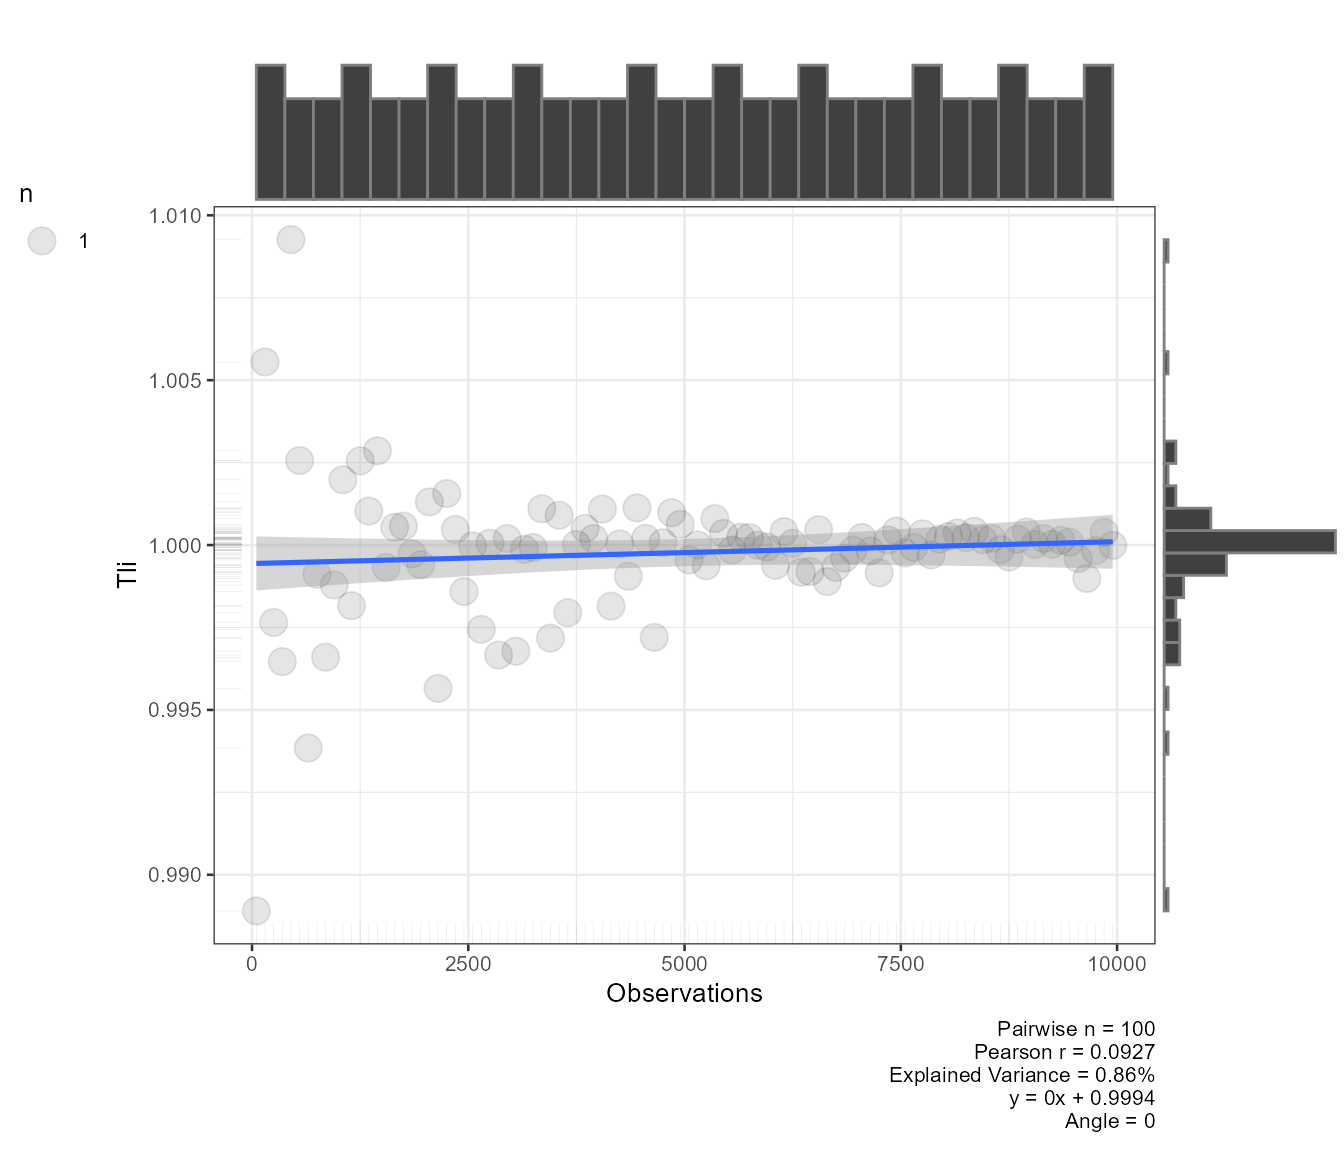 n
1
1.010
1.005
1.000
0.995
0.990
Tli
0
2500
5000
7500
10000
Observations
Pairwise n = 100
Pearson r = 0.0927
Explained Variance = 0.86%
y = 0x + 0.9994
Angle = 0